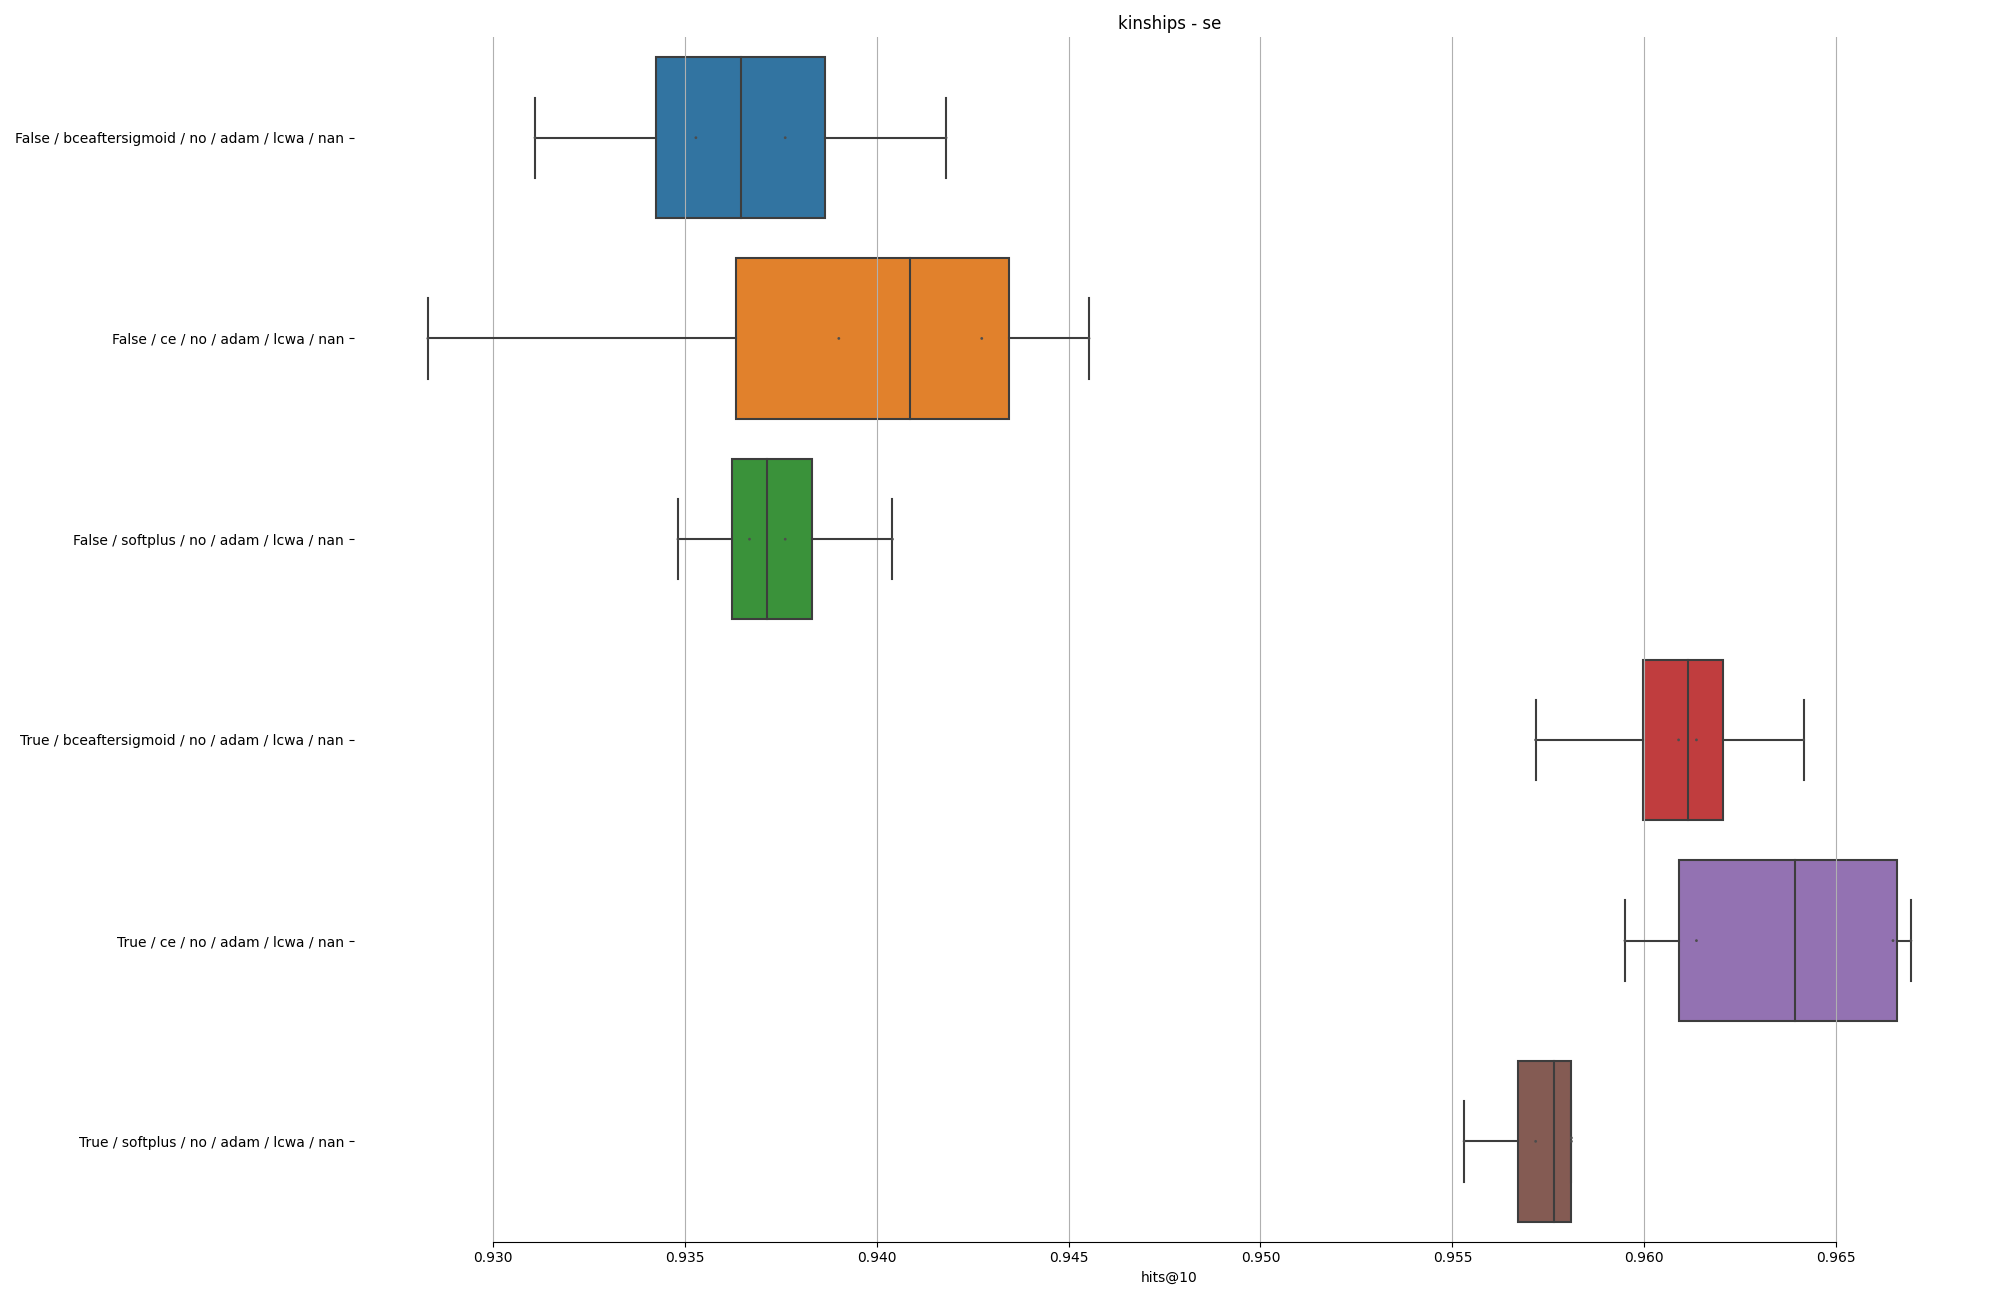 kinships - se
False / bceaftersigmoid / no / adam / lcwa / nan
False / ce / no / adam / lcwa / nan
False / softplus / no / adam / lcwa / nan
True / bceaftersigmoid / no / adam / lcwa / nan
True / ce / no / adam / lcwa / nan
True / softplus / no / adam / lcwa / nan
0.930 0.935 0.940 0.945 0.950 0.955 0.960 0.965
hits@10